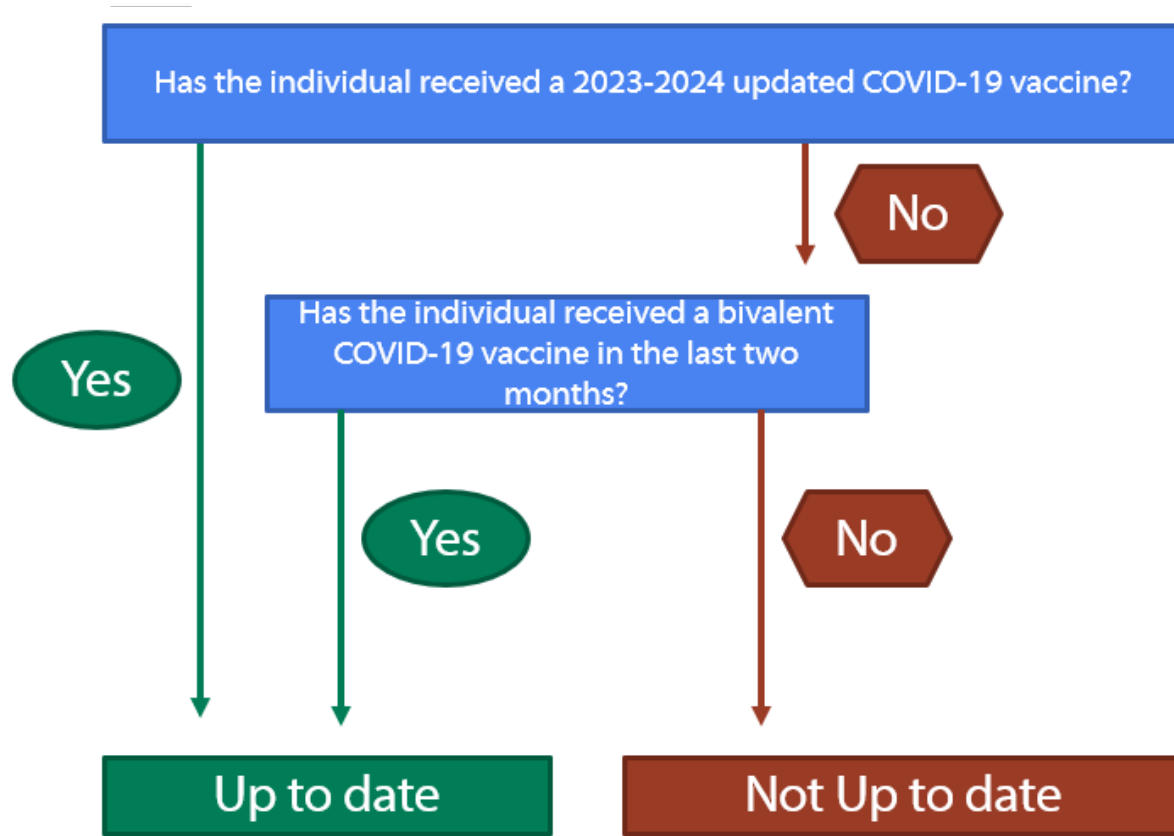 Has the individual received a 2023-2024 updated COVID-19 vaccine?
No
Has the individual received a bivalent
COVID-19 vaccine in the last two
months?
Yes
Yes
No
Up to date
Not Up to date